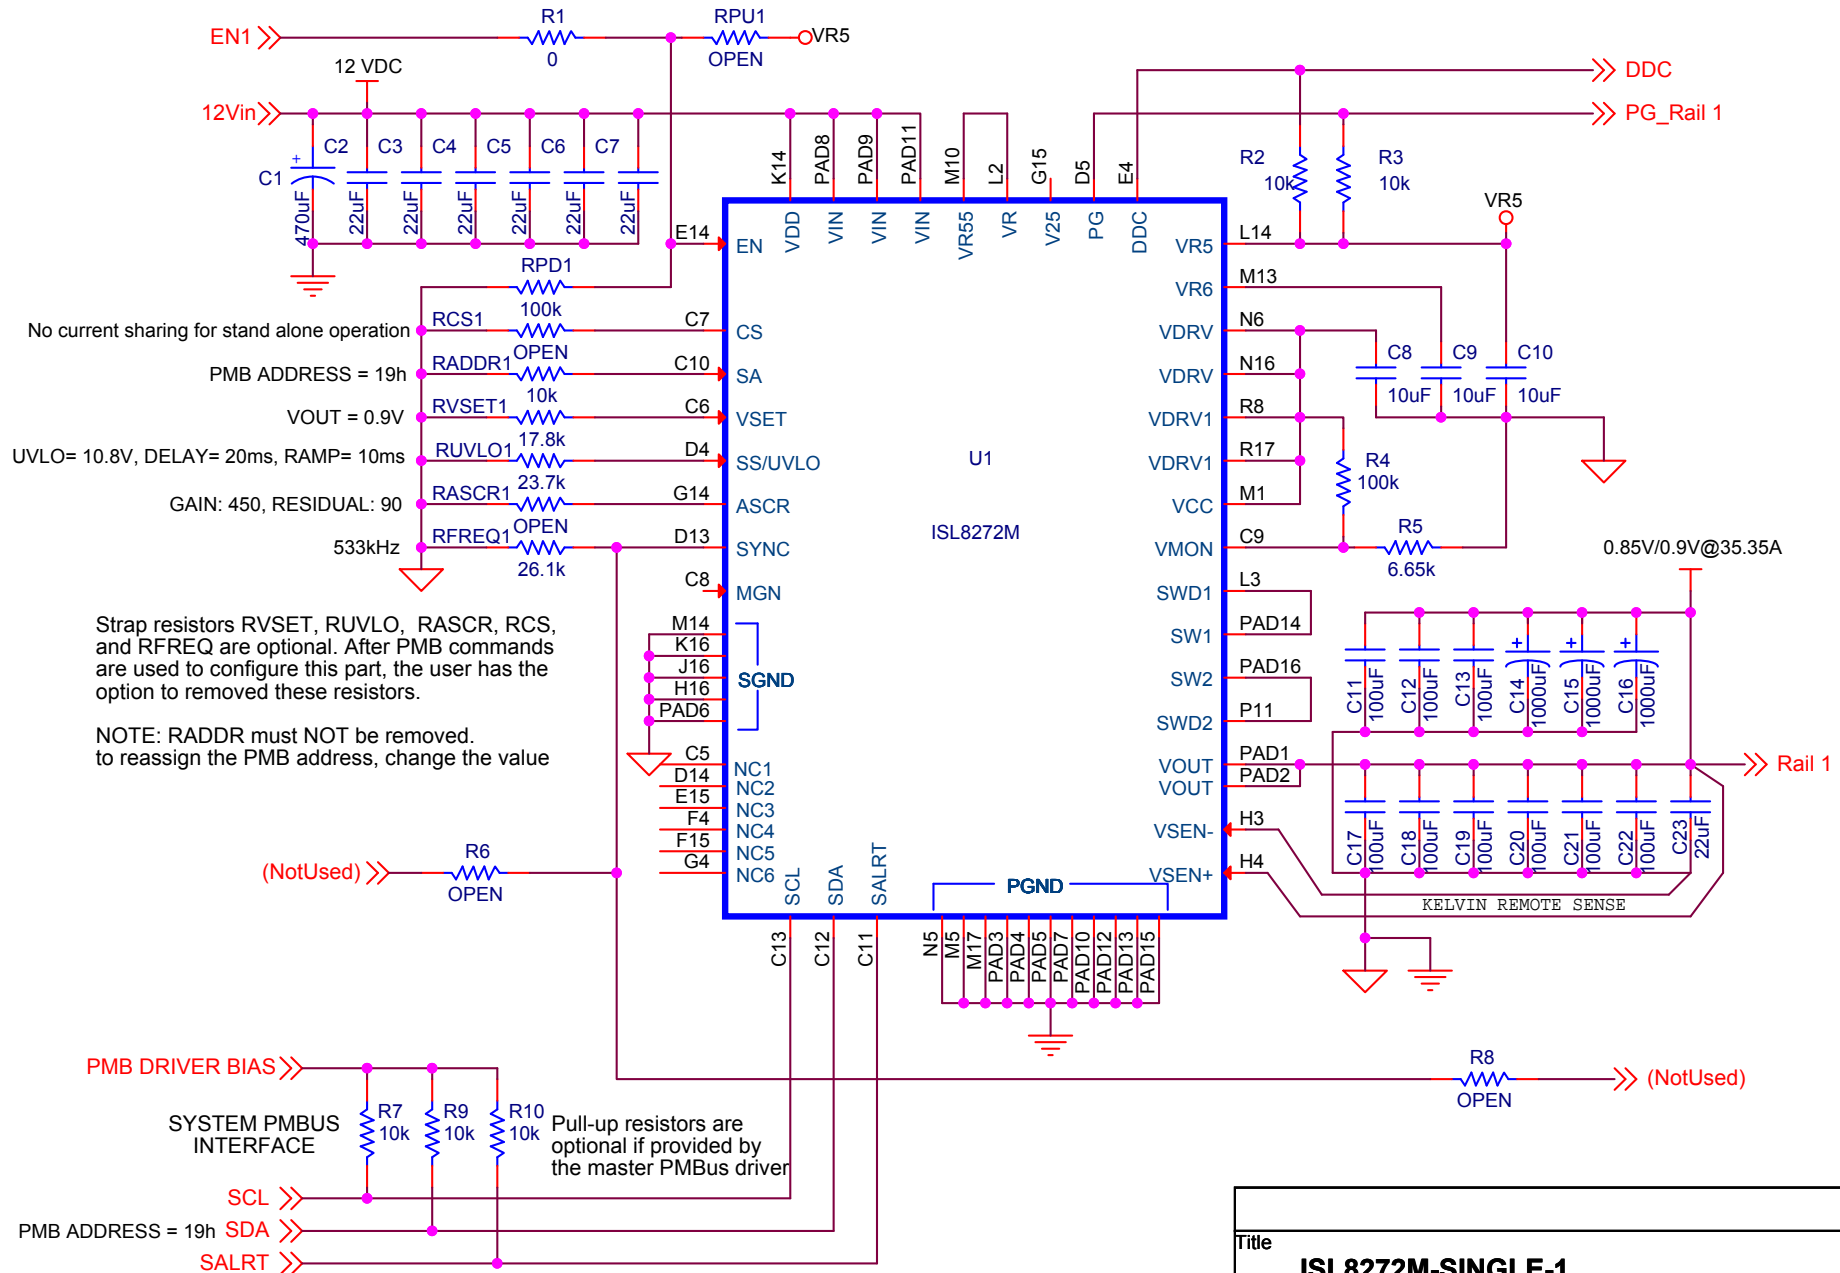 EN1
R1
0
RPU1
OPEN
VR5
12 VDC
12Vin
C1
470uF
C2
22uF
C3
22uF
C4
22uF
C5
22uF
C6
22uF
C7
22uF
DDC
PG_Rail 1
R2
10k
R3
10k
VR5
K14
PAD8
PAD9
PAD11
M10
L2
G15
D5
E4
VDD
VIN
VIN
VIN
VR55
VR
V25
PG
DDC
E14
EN
RPD1
100k
No current sharing for stand alone operation
RCS1
OPEN
C7
CS
PMB ADDRESS = 19h
RADDR1
10k
C10
SA
VOUT = 0.9V
RVSET1
17.8k
C6
VSET
UVLO= 10.8V, DELAY= 20ms, RAMP= 10ms
RUVLO1
23.7k
D4
SS/UVLO
GAIN: 450, RESIDUAL: 90
RASCR1
OPEN
G14
ASCR
533kHz
RFREQ1
26.1k
D13
SYNC
C8
MGN
M14
K16
J16
H16
PAD6
SGND
C5
NC1
D14
NC2
E15
NC3
F4
NC4
F15
NC5
G4
NC6
U1
ISL8272M
L14
VR5
M13
VR6
N6
VDRV
N16
VDRV
R8
VDRV1
R17
VDRV1
M1
VCC
C9
VMON
L3
SWD1
PAD14
SW1
PAD16
SW2
P11
SWD2
PAD1
VOUT
PAD2
VOUT
H3
VSEN-
H4
VSEN+
C8
10uF
C9
10uF
C10
10uF
R4
100k
R5
6.65k
0.85V/0.9V@35.35A
C11
100uF
C12
100uF
C13
100uF
C14
1000uF
C15
1000uF
C16
1000uF
Rail 1
C17
100uF
C18
100uF
C19
100uF
C20
100uF
C21
100uF
C22
100uF
C23
22uF
KELVIN REMOTE SENSE
Strap resistors RVSET, RUVLO, RASCR, RCS,
and RFREQ are optional. After PMB commands
are used to configure this part, the user has the
option to removed these resistors.
NOTE: RADDR must NOT be removed.
to reassign the PMB address, change the value
(NotUsed)
R6
OPEN
SCL
SDA
SALRT
PGND
C13
C12
C11
N5
M5
M17
PAD3
PAD4
PAD5
PAD7
PAD10
PAD12
PAD13
PAD15
R8
OPEN
(NotUsed)
PMB DRIVER BIAS
SYSTEM PMBUS
INTERFACE
R7
10k
R9
10k
R10
10k
Pull-up resistors are
optional if provided by
the master PMBus driver
SCL
PMB ADDRESS = 19h
SDA
SALRT
Title
ISL8272M-SINGLE-1